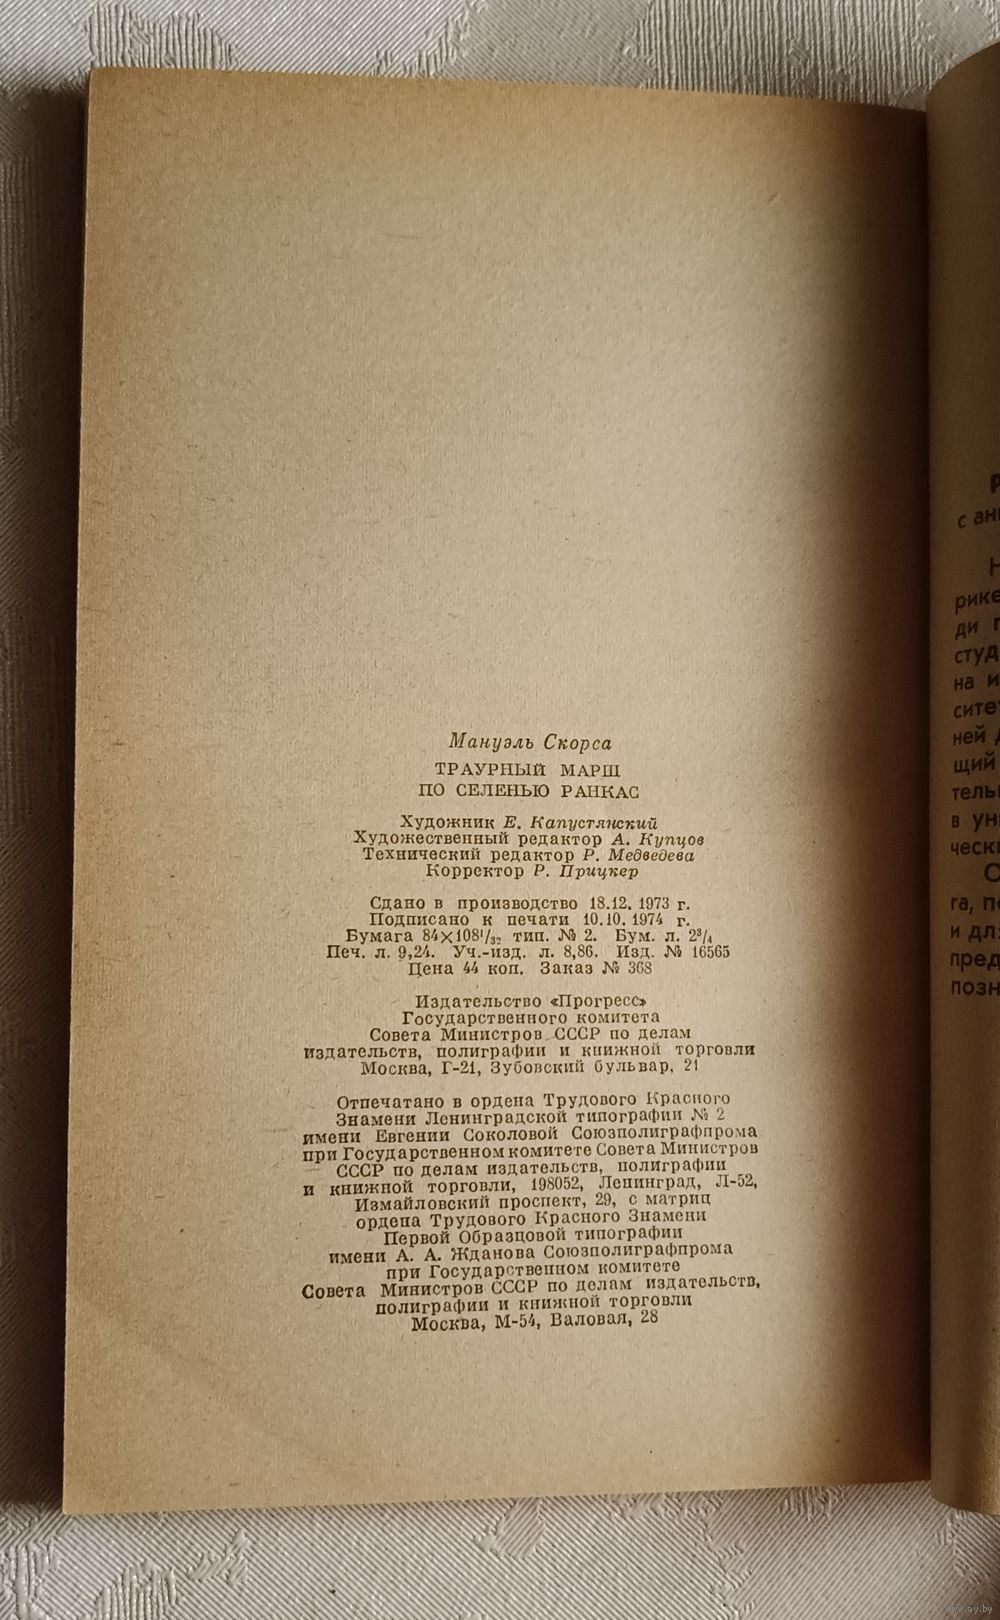 Мануэль Скорса
ТРАУРНЫЙ МАРШ
ПО СЕЛЕНЬЮ РАНКАС
Художник Е. Капустянский
Художественный редактор А. Купцов
Технический редактор Р. Медведева
Корректор Р. Прицкер
Сдано в производство 18.12. 1973 г.
Подписано к печати 10.10. 1974 г.
Бумага 84×108¹/₃₂ тип. № 2. Бум. л. 2³/₄
Печ. л. 9,24. Уч.-изд. л. 8,86. Изд. № 16565
Цена 44 коп. Заказ № 368
Издательство «Прогресс»
Государственного комитета
Совета Министров СССР по делам
издательств, полиграфии и книжной торговли
Москва, Г-21, Зубовский бульвар, 21
Отпечатано в ордена Трудового Красного
Знамени Ленинградской типографии № 2
имени Евгении Соколовой Союзполиграфпрома
при Государственном комитете Совета Министров
СССР по делам издательств, полиграфии
и книжной торговли, 198052, Ленинград, Л-52,
Измайловский проспект, 29, с матриц
ордена Трудового Красного Знамени
Первой Образцовой типографии
имени А. А. Жданова Союзполиграфпрома
при Государственном комитете
Совета Министров СССР по делам издательств,
полиграфии и книжной торговли
Москва, М-54, Валовая, 28
с ан
рике
ди
студ
на и
сите
ней
щий
тель
в ун
ческ
га, п
и дл
пред
позн
www.ay.by